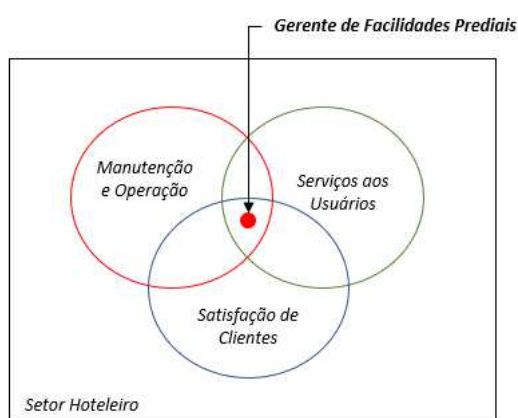 Gerente de Facilidades Prediais
Manutenção
e Operação
Serviços aos
Usuários
Satisfação de
Clientes
Setor Hoteleiro